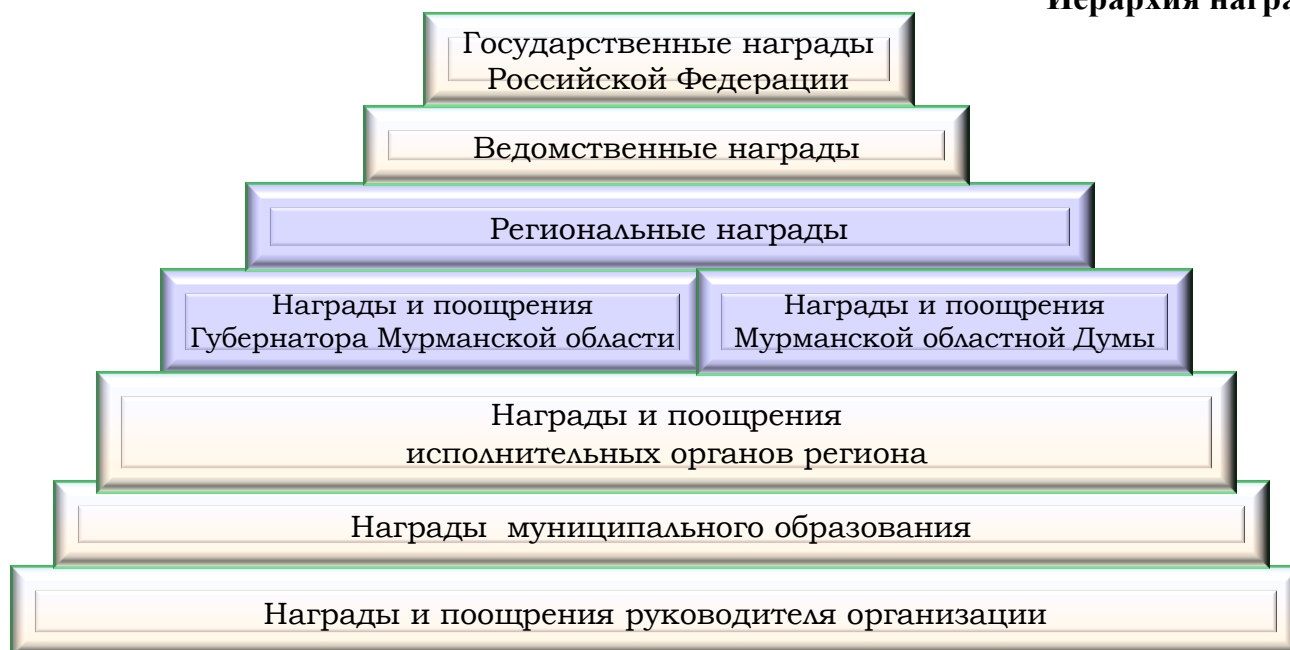 Иерархия
Государственные награды
Российской Федерации
Ведомственные награды
Региональные награды
Награды и поощрения
Губернатора Мурманской области
Награды и поощрения
Мурманской областной Думы
Награды и поощрения
исполнительных органов региона
Награды муниципального образования
Награды и поощрения руководителя организации